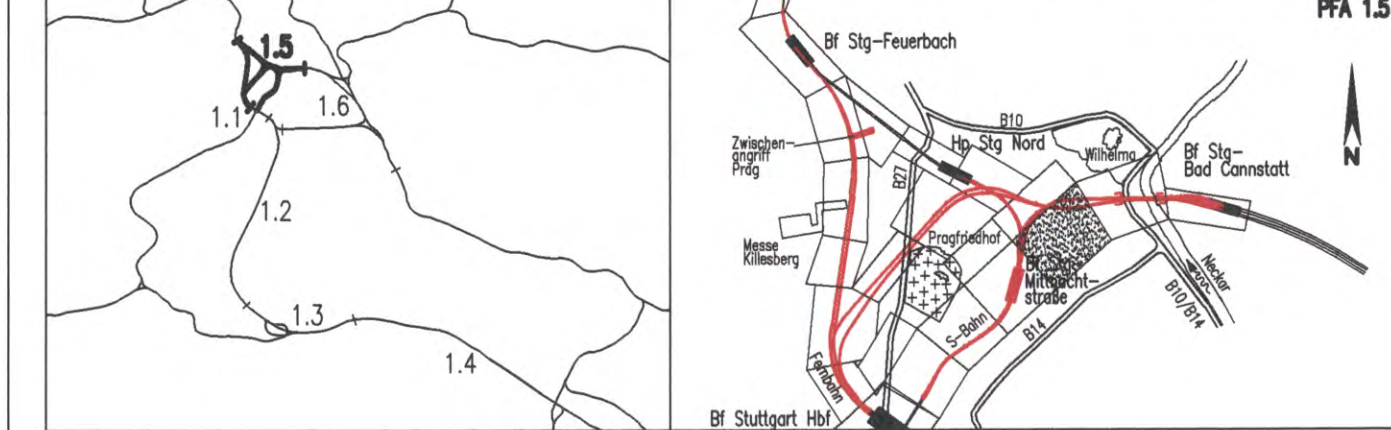 1.5
1.1
1.6
1.2
1.3
1.4
PFA 1.5
Bf Stg-Feuerbach
N
B10
Zwischen-
angriff
Prag
Hp Stg Nord
Wilhelma
Bf Stg-
Bad Cannstatt
B27
Messe
Killesberg
Pragfriedhof
Bf Stg-
Mittnacht-
straße
Neckar
B10/B14
S-Bahn
B14
Fernbahn
Bf Stuttgart Hbf